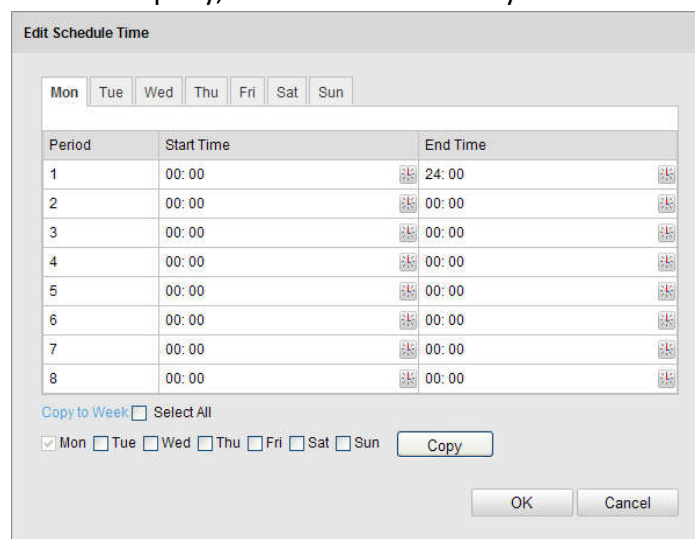 Edit Schedule Time
Mon Tue Wed Thu Fri Sat Sun
Period Start Time End Time
1 00: 00 24: 00
2 00: 00 00: 00
3 00: 00 00: 00
4 00: 00 00: 00
5 00: 00 00: 00
6 00: 00 00: 00
7 00: 00 00: 00
8 00: 00 00: 00
Copy to Week Select All
Mon Tue Wed Thu Fri Sat Sun Copy
OK Cancel